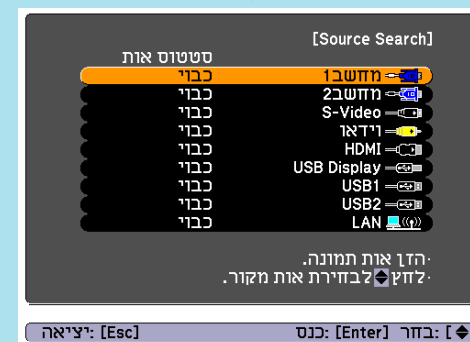 [Source Search]
סטטוס אות
מחשב1 כבוי
מחשב2 כבוי
S-Video כבוי
וידאו כבוי
HDMI כבוי
USB Display כבוי
USB1 כבוי
USB2 כבוי
LAN כבוי
·הזן אות תמונה.
·לחץ לבחירת אות מקור.
[ :בחר [Enter] :כנס [Esc] :יציאה